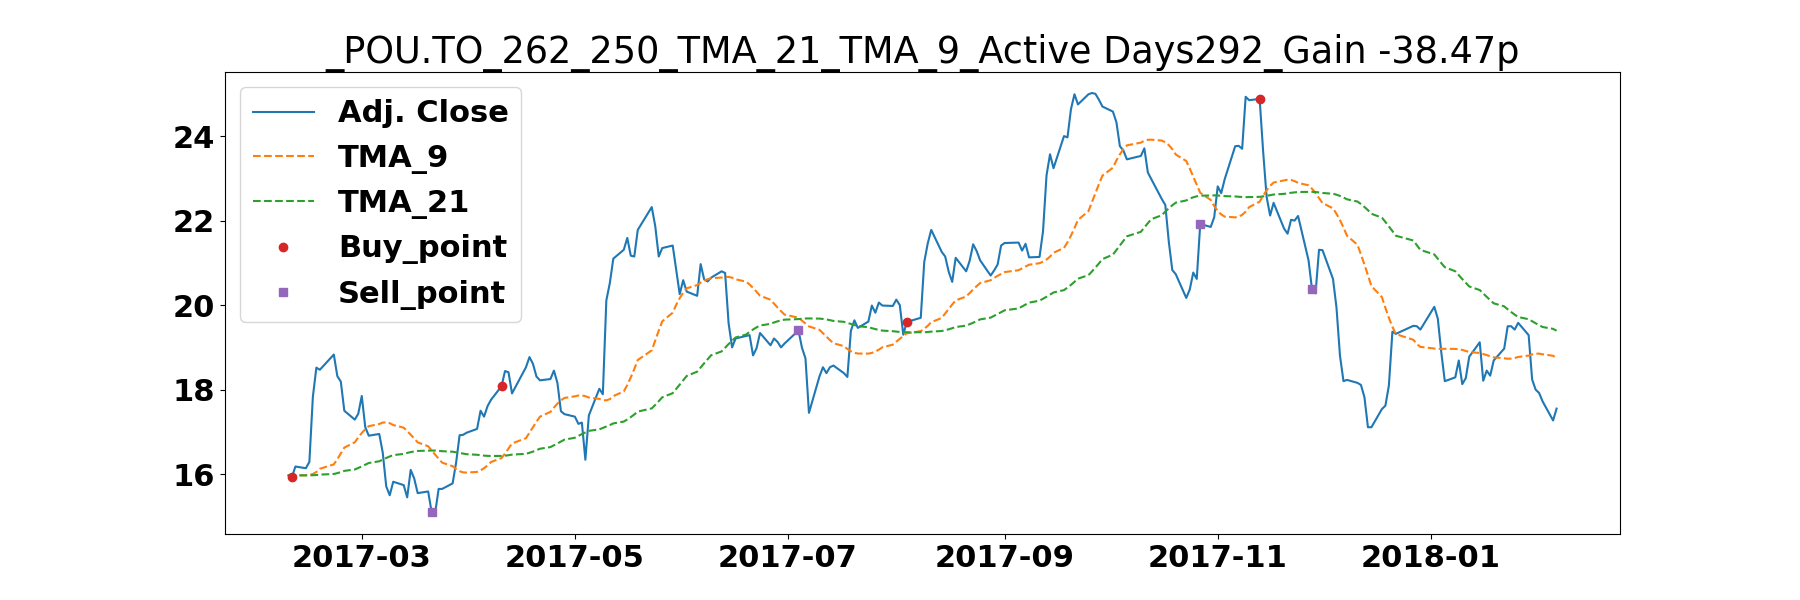 _POU.TO_262_250_TMA_21_TMA_9_Active Days292_Gain -38.47p
Adj. Close
TMA_9
TMA_21
Buy_point
Sell_point
24
22
20
18
16
2017-03 2017-05 2017-07 2017-09 2017-11 2018-01